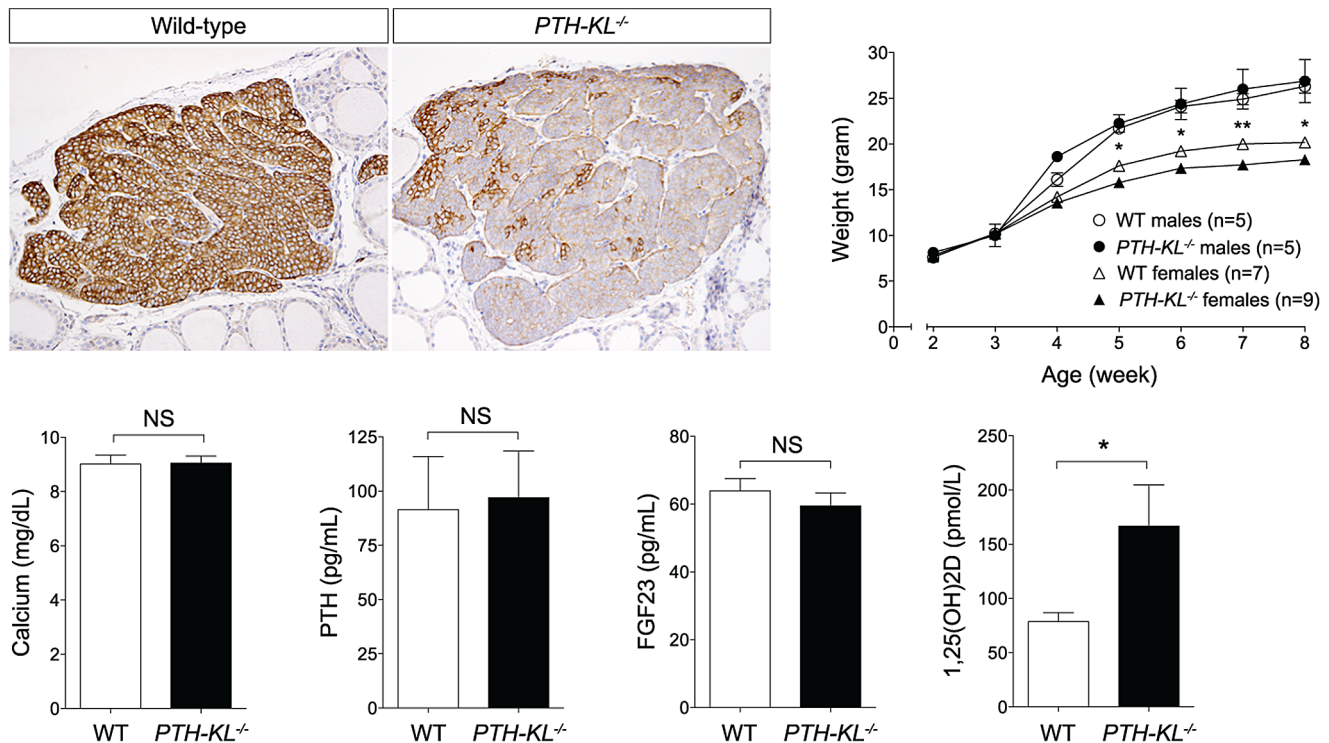 Wild-type
PTH-KL-/-
Weight (gram)
30
25
20
15
10
5
0
* * ** *
WT males (n=5)
PTH-KL-/- males (n=5)
WT females (n=7)
PTH-KL-/- females (n=9)
0 2 3 4 5 6 7 8
Age (week)
Calcium (mg/dL)
10
8
6
4
2
0
NS
WT PTH-KL-/-
PTH (pg/mL)
125
100
75
50
25
0
NS
WT PTH-KL-/-
FGF23 (pg/mL)
80
60
40
20
0
NS
WT PTH-KL-/-
1,25(OH)2D (pmol/L)
250
200
150
100
50
0
*
WT PTH-KL-/-